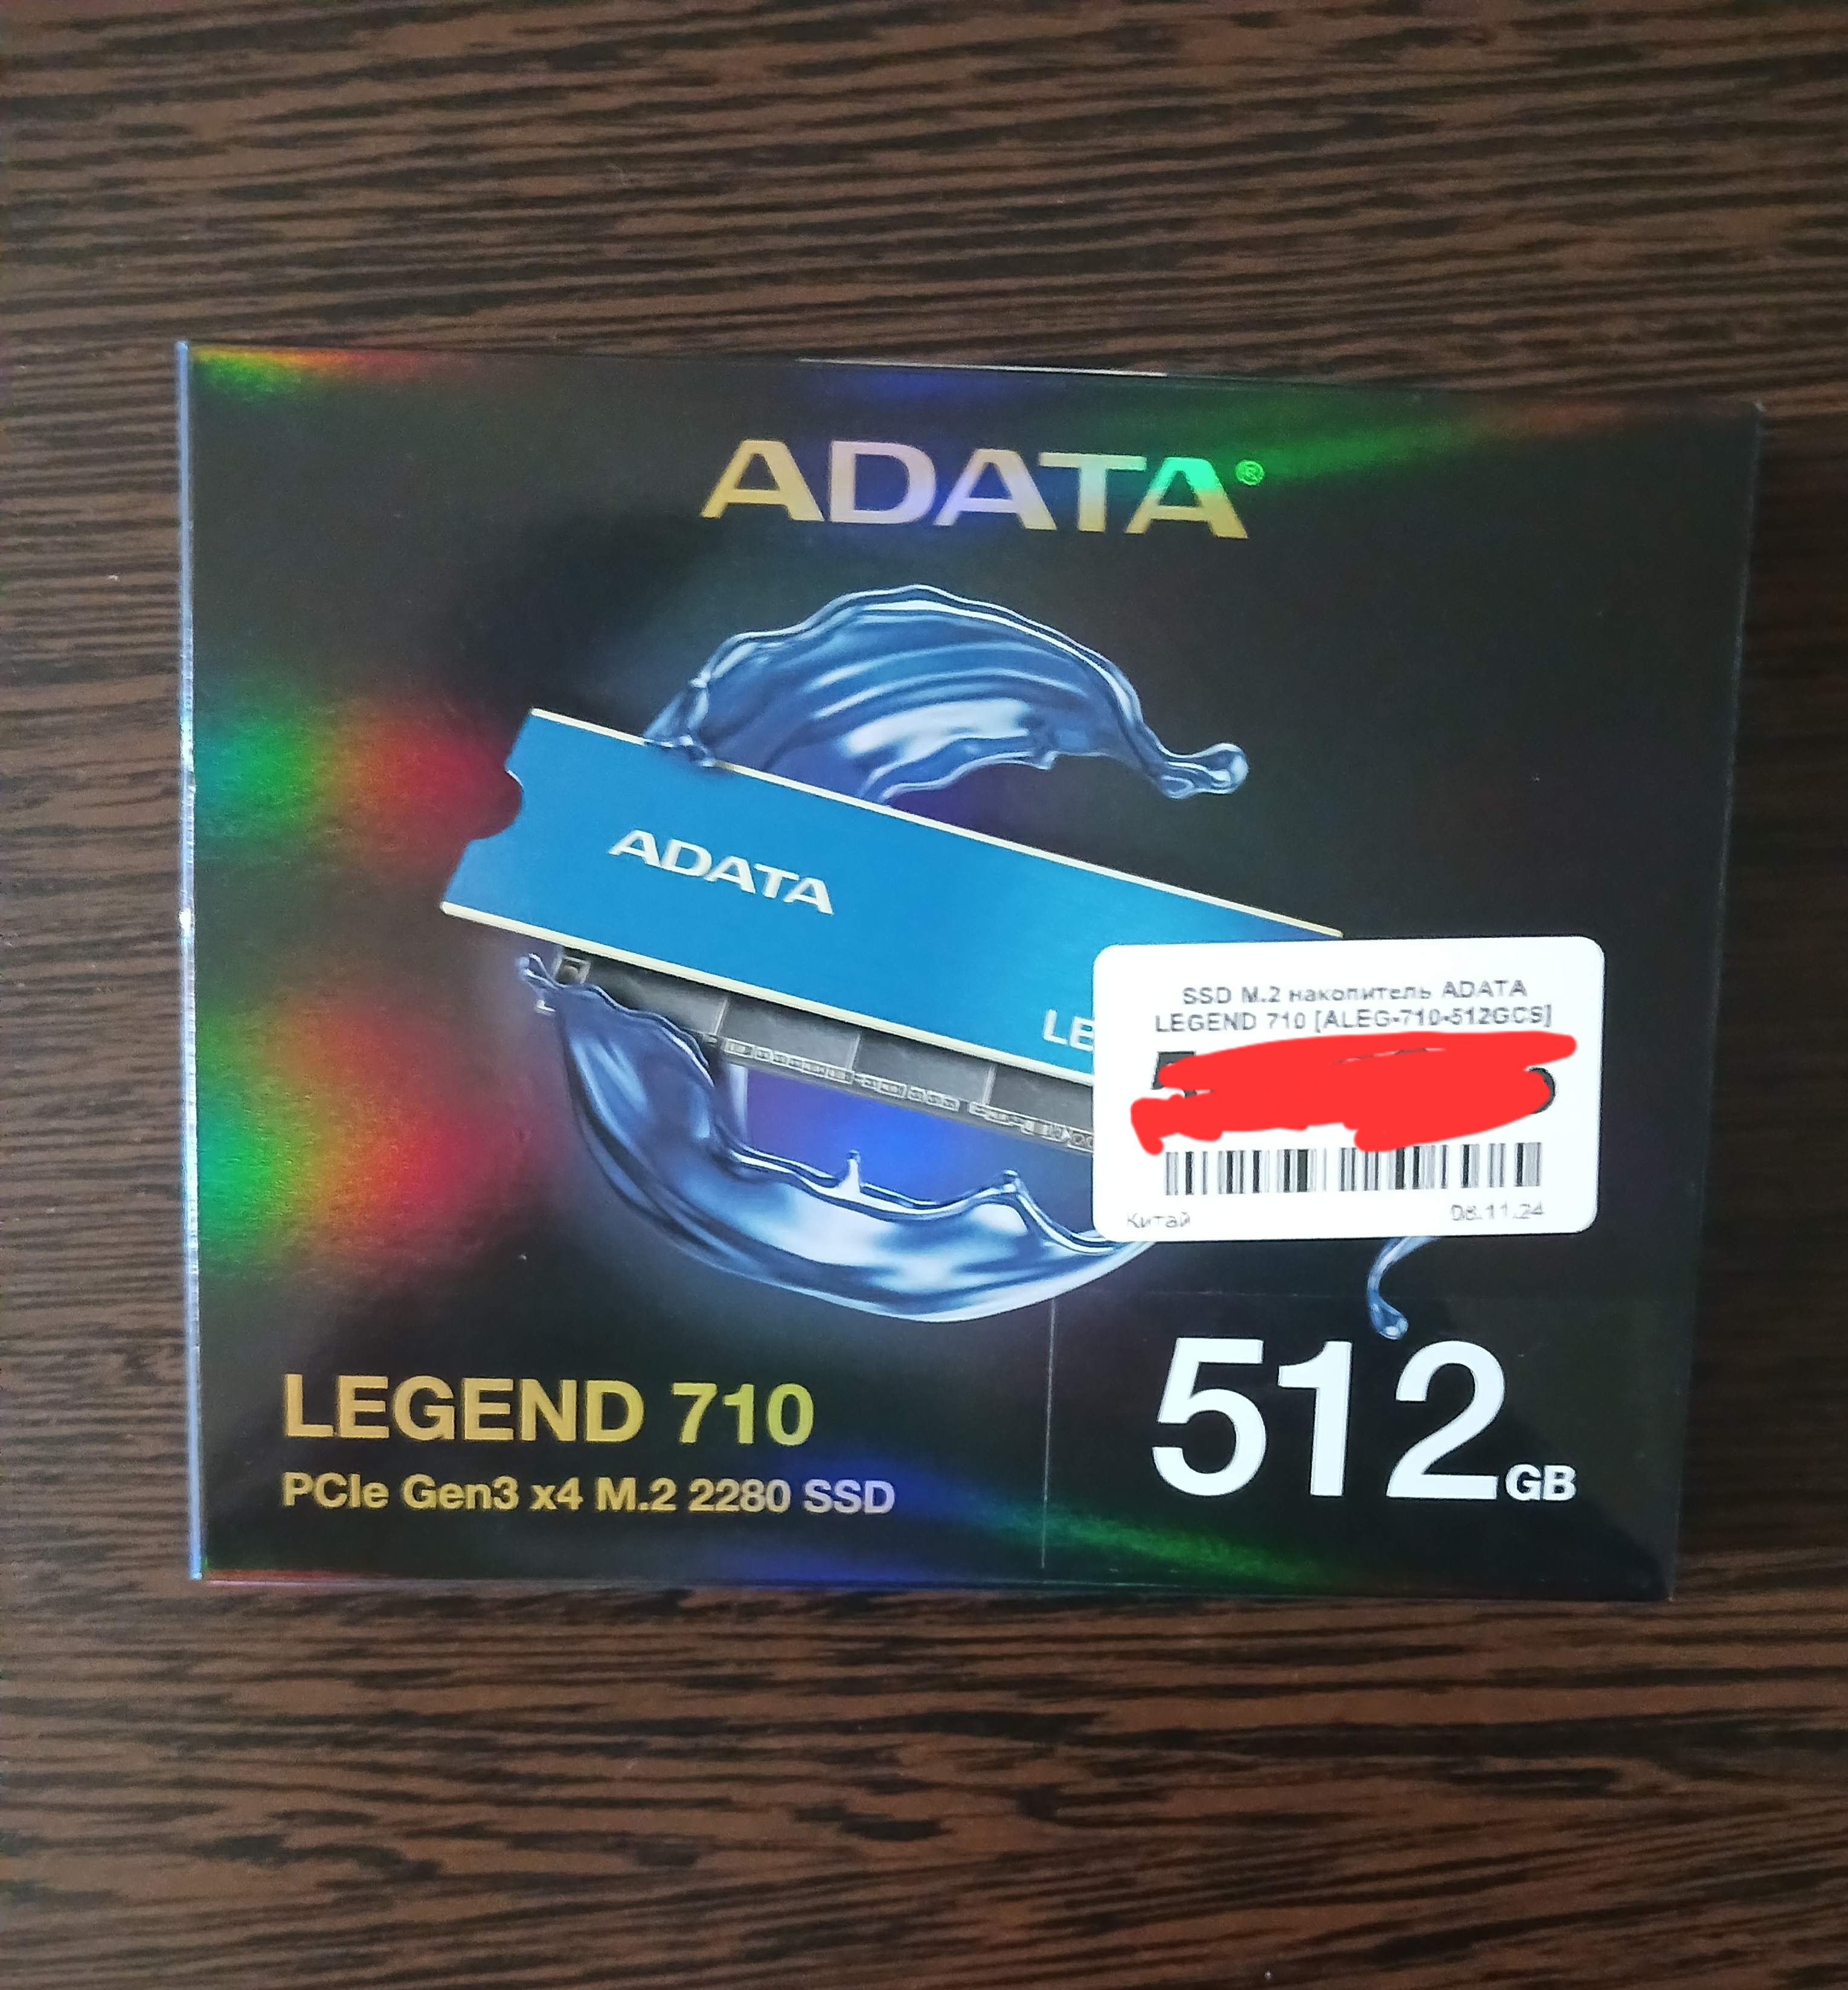 ADATA®
ADATA
LE
SSD M.2 накопитель ADATA
LEGEND 710 [ALEG-710-512GCS]
Китай 08.11.24
LEGEND 710
PCIe Gen3 x4 M.2 2280 SSD
512GB